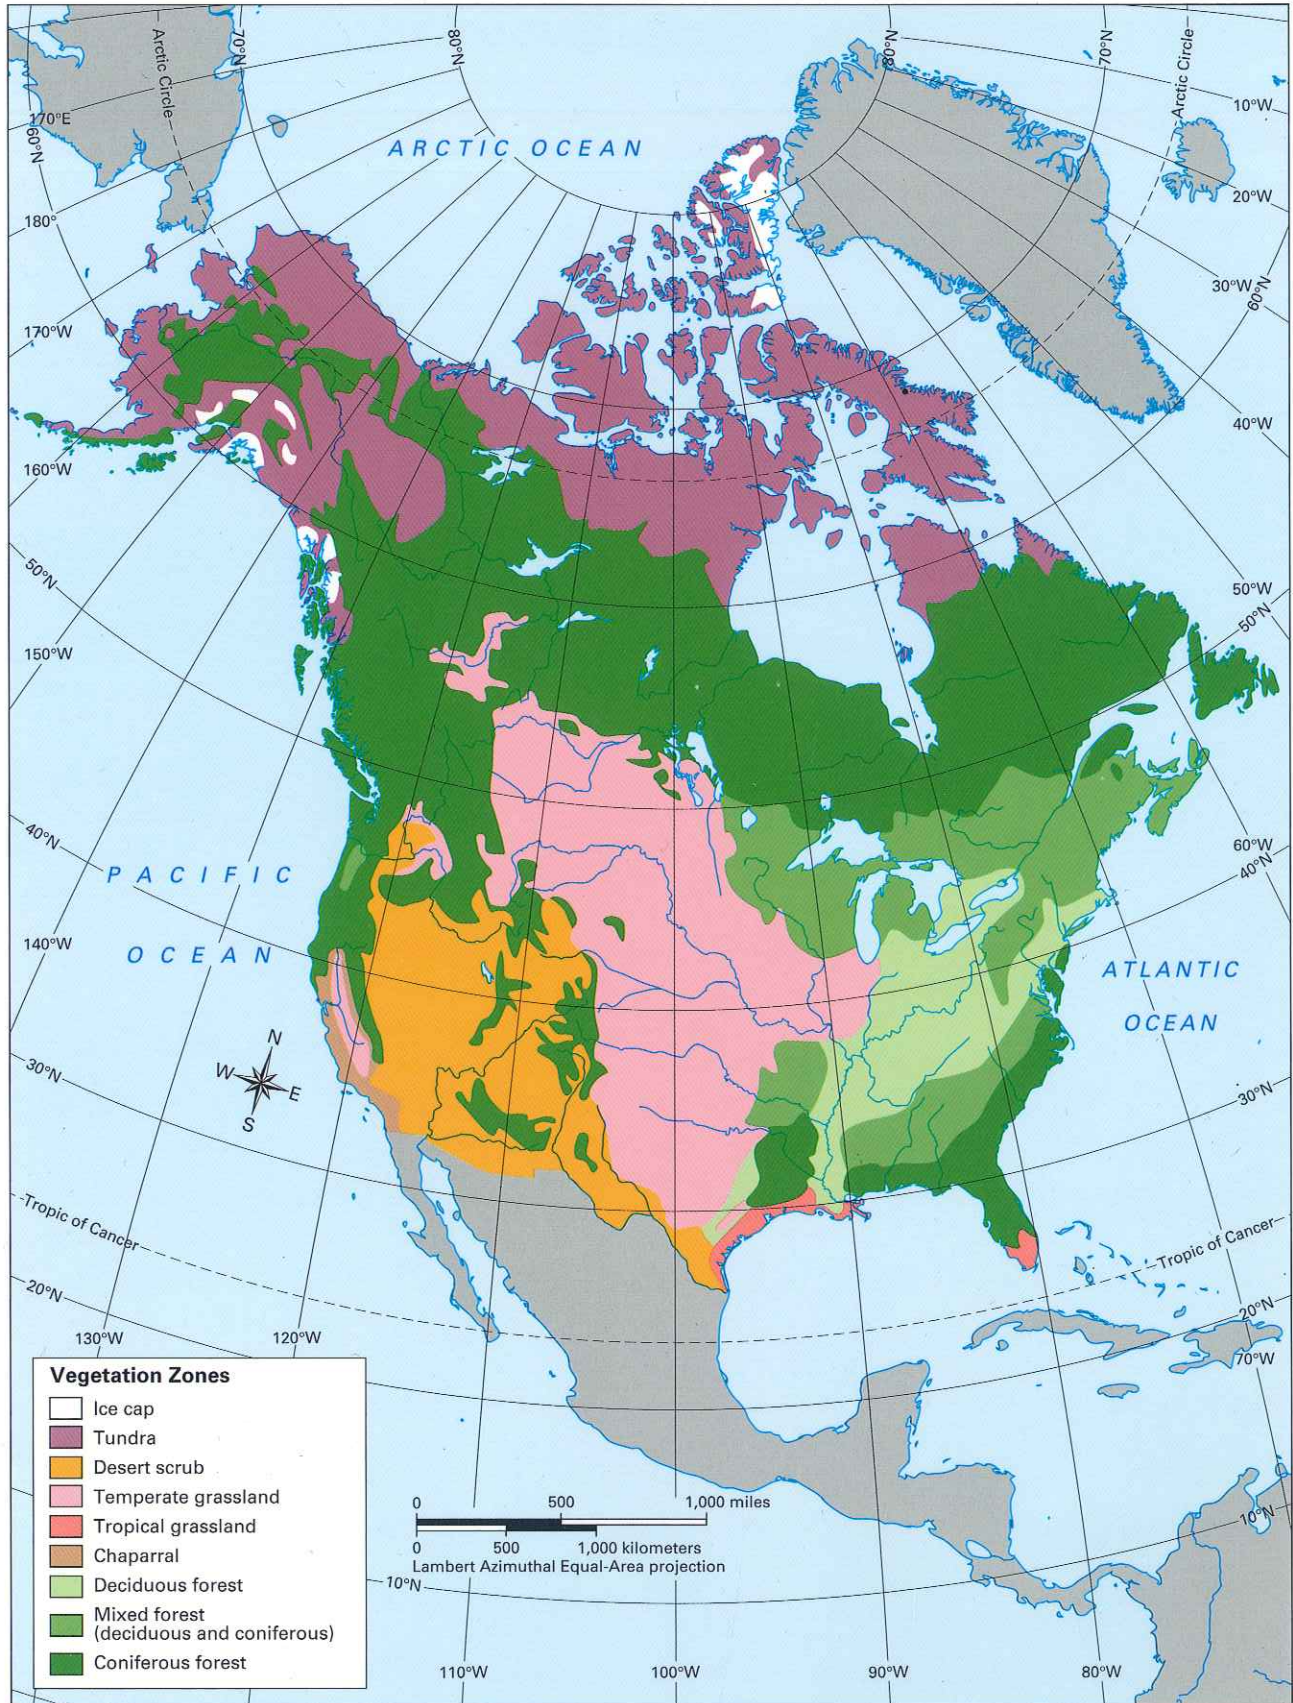 70°N
80°N
80°N
70°N
Arctic Circle
Arctic Circle
170°E
60°N
10°W
ARCTIC OCEAN
20°W
180°
30°W
60°N
170°W
40°W
160°W
50°N
50°W
50°N
150°W
40°N
60°W
40°N
PACIFIC
OCEAN
140°W
ATLANTIC
OCEAN
N
W
E
S
30°N
30°N
Tropic of Cancer
Tropic of Cancer
20°N
20°N
130°W
120°W
70°W
Vegetation Zones
Ice cap
Tundra
Desert scrub
Temperate grassland
Tropical grassland
Chaparral
Deciduous forest
Mixed forest
(deciduous and coniferous)
Coniferous forest
0 500 1,000 miles
0 500 1,000 kilometers
Lambert Azimuthal Equal-Area projection
10°N
10°N
110°W
100°W
90°W
80°W